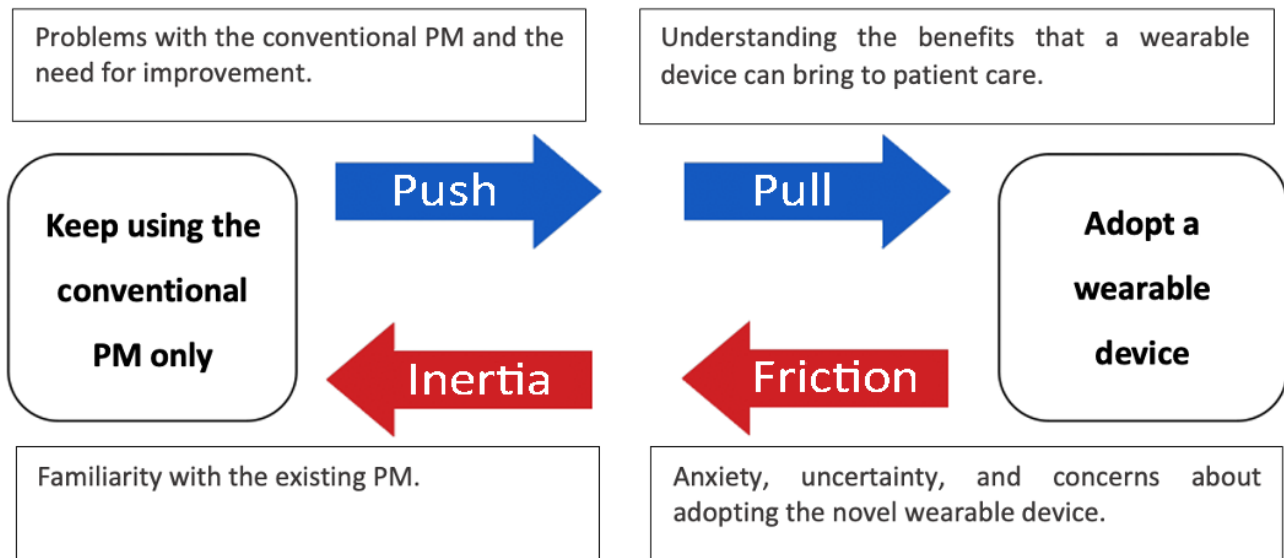 Problems with the conventional PM and the
need for improvement.
Understanding the benefits that a wearable
device can bring to patient care.
Push
Pull
Keep using the
conventional
PM only
Adopt a
wearable
device
Inertia
Friction
Familiarity with the existing PM.
Anxiety, uncertainty, and concerns about
adopting the novel wearable device.